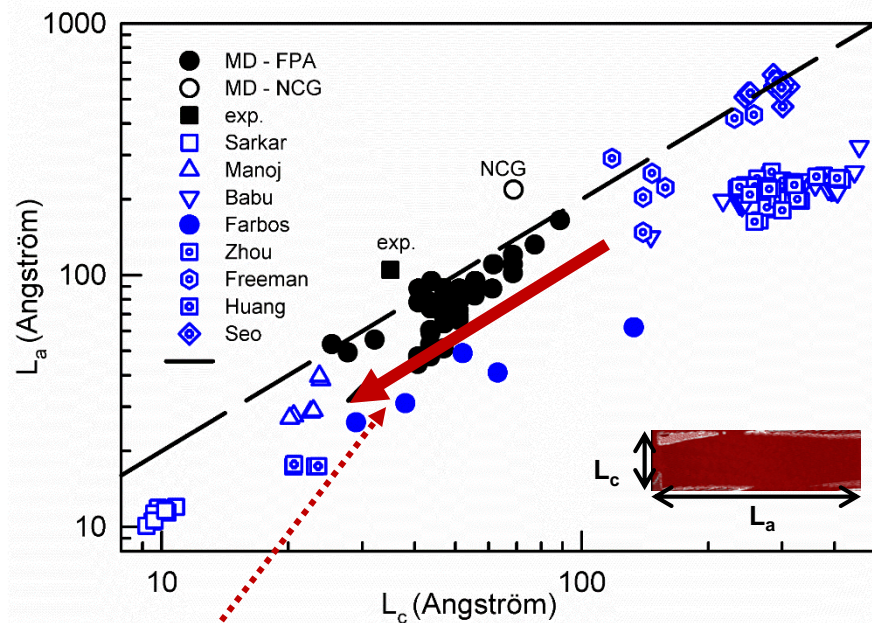 1000
MD - FPA
MD - NCG
exp.
Sarkar
Manoj
Babu
Farbos
Zhou
Freeman
Huang
Seo
NCG
exp.
100
10
La (Angström)
Lc
La
10
100
Lc (Angström)